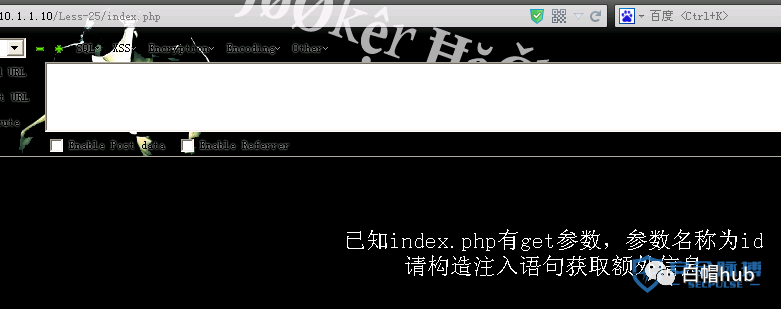 10.1.1.10/Less-25/index.php
百度 <Ctrl+K>
SQL XSS Encryption Encoding Other
URL
URL
Enable Post data Enable Referrer
已知index.php有get参数，参数名称为id
请构造注入语句获取额外信息
白帽hub
SECPULSE